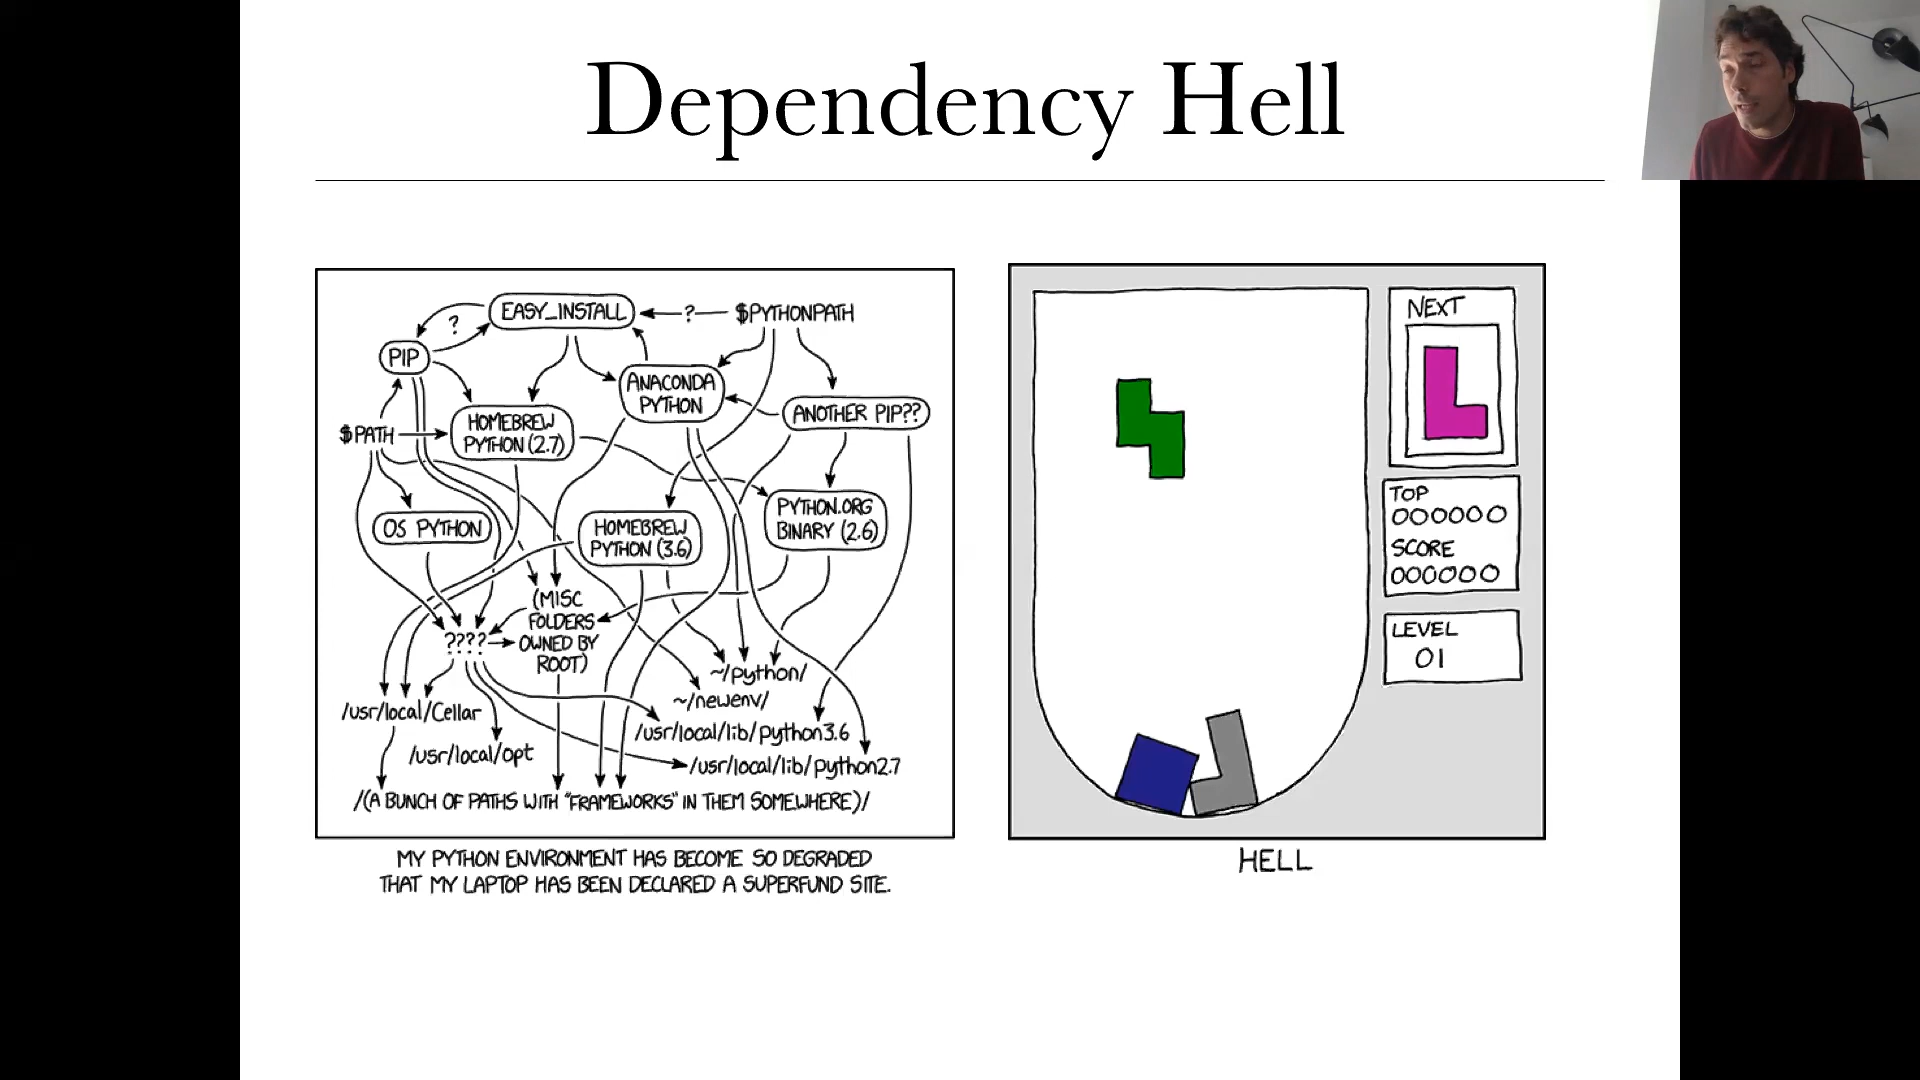 Dependency Hell
EASY_INSTALL
?
$PYTHONPATH
?
PIP
ANACONDA
PYTHON
ANOTHER PIP??
HOMEBREW
PYTHON (2.7)
$PATH
OS PYTHON
HOMEBREW
PYTHON (3.6)
PYTHON.ORG
BINARY (2.6)
(MISC
FOLDERS
OWNED BY
ROOT)
????
~/python/
~/newenv/
/usr/local/Cellar
/usr/local/lib/python3.6
/usr/local/opt
/usr/local/lib/python2.7
/(A BUNCH OF PATHS WITH "FRAMEWORKS" IN THEM SOMEWHERE)/
MY PYTHON ENVIRONMENT HAS BECOME SO DEGRADED
THAT MY LAPTOP HAS BEEN DECLARED A SUPERFUND SITE.
NEXT
TOP
000000
SCORE
000000
LEVEL
01
HELL